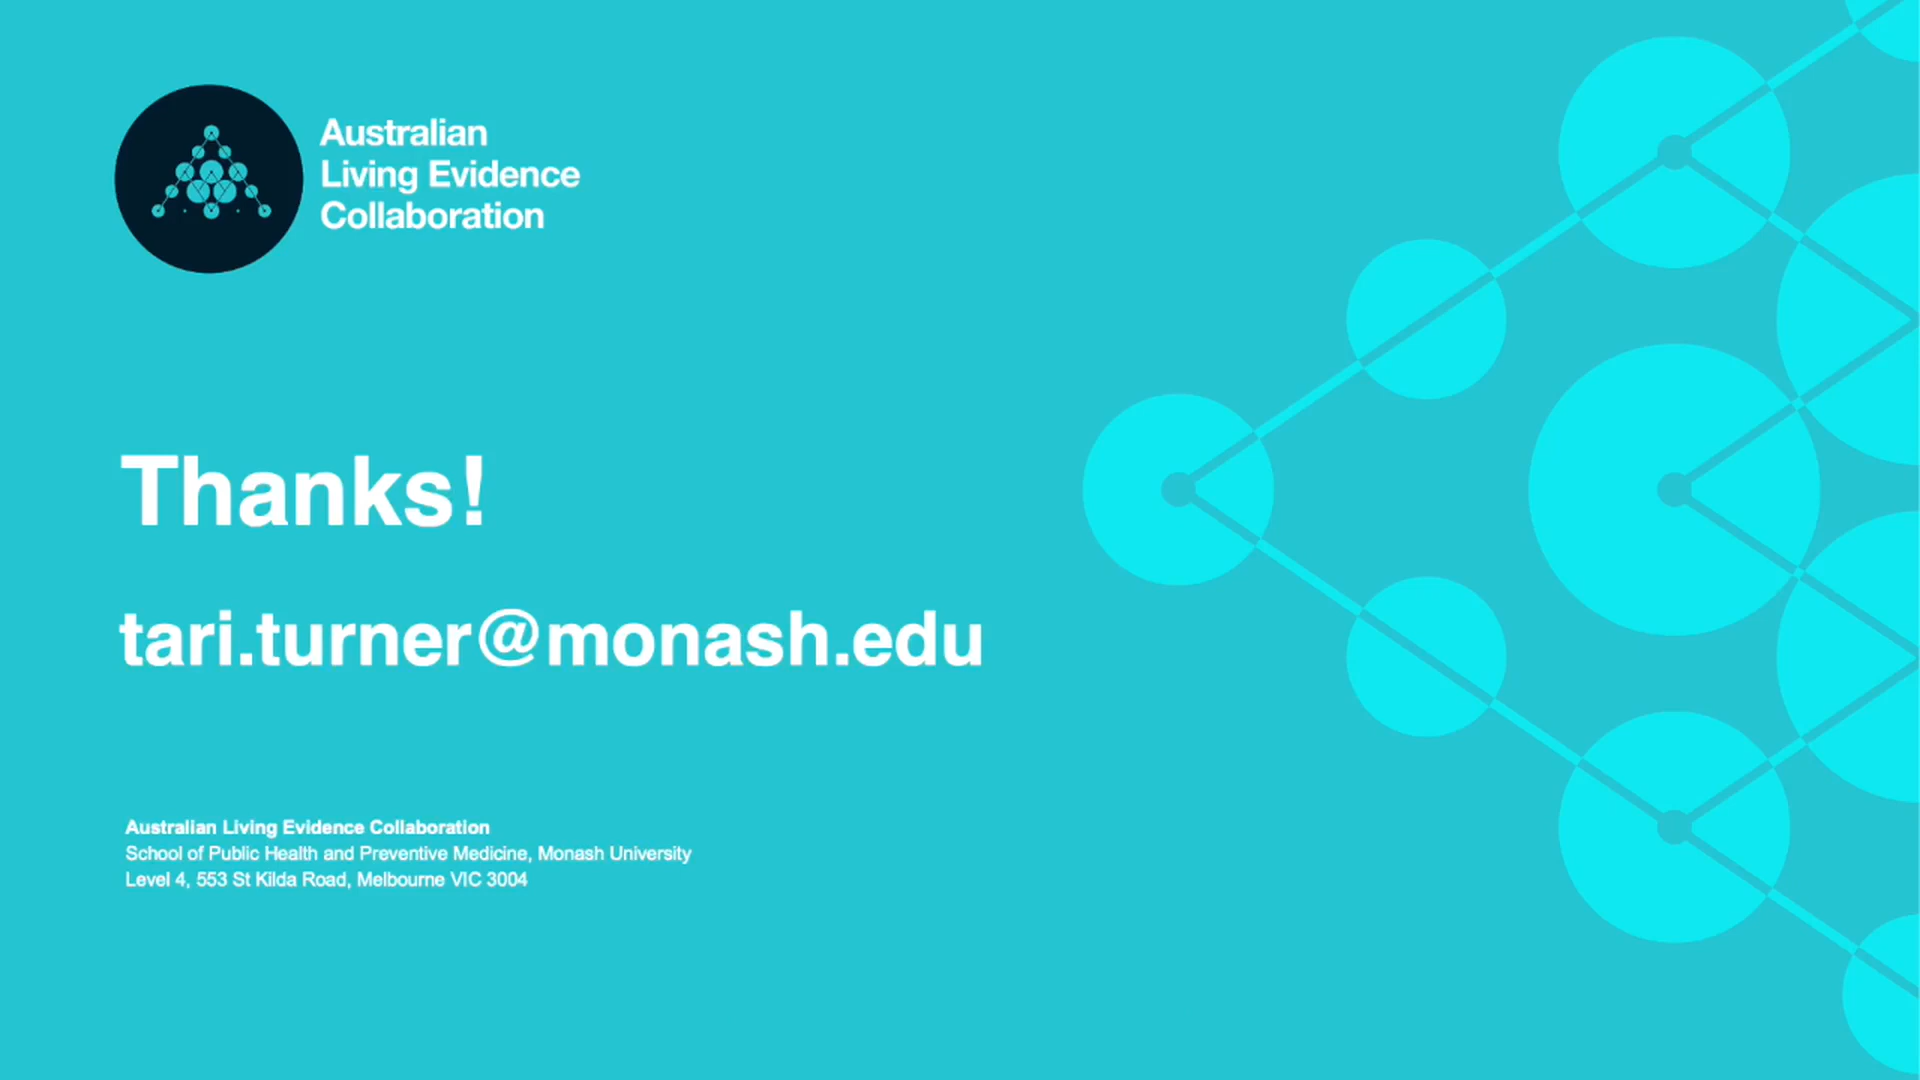 Australian
Living Evidence
Collaboration
Thanks!
tari.turner@monash.edu
Australian Living Evidence Collaboration
School of Public Health and Preventive Medicine, Monash University
Level 4, 553 St Kilda Road, Melbourne VIC 3004